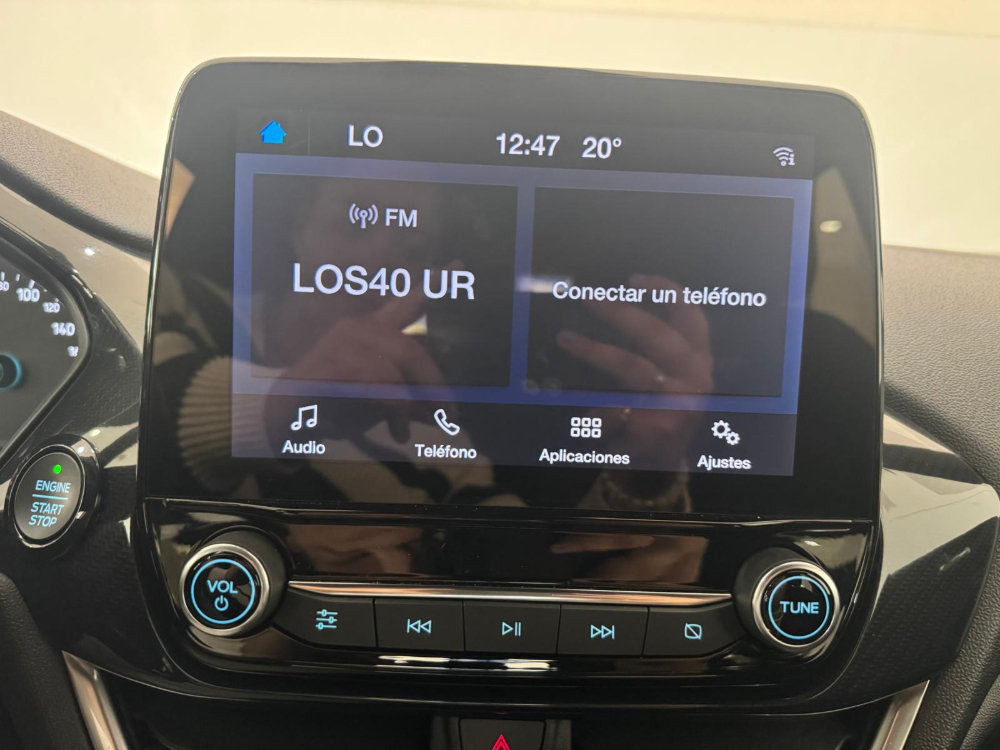 LO
12:47 20°
FM
LOS40 UR
Conectar un teléfono
Audio
Teléfono
Aplicaciones
Ajustes
100
120
140
ENGINE
START
STOP
VOL
TUNE